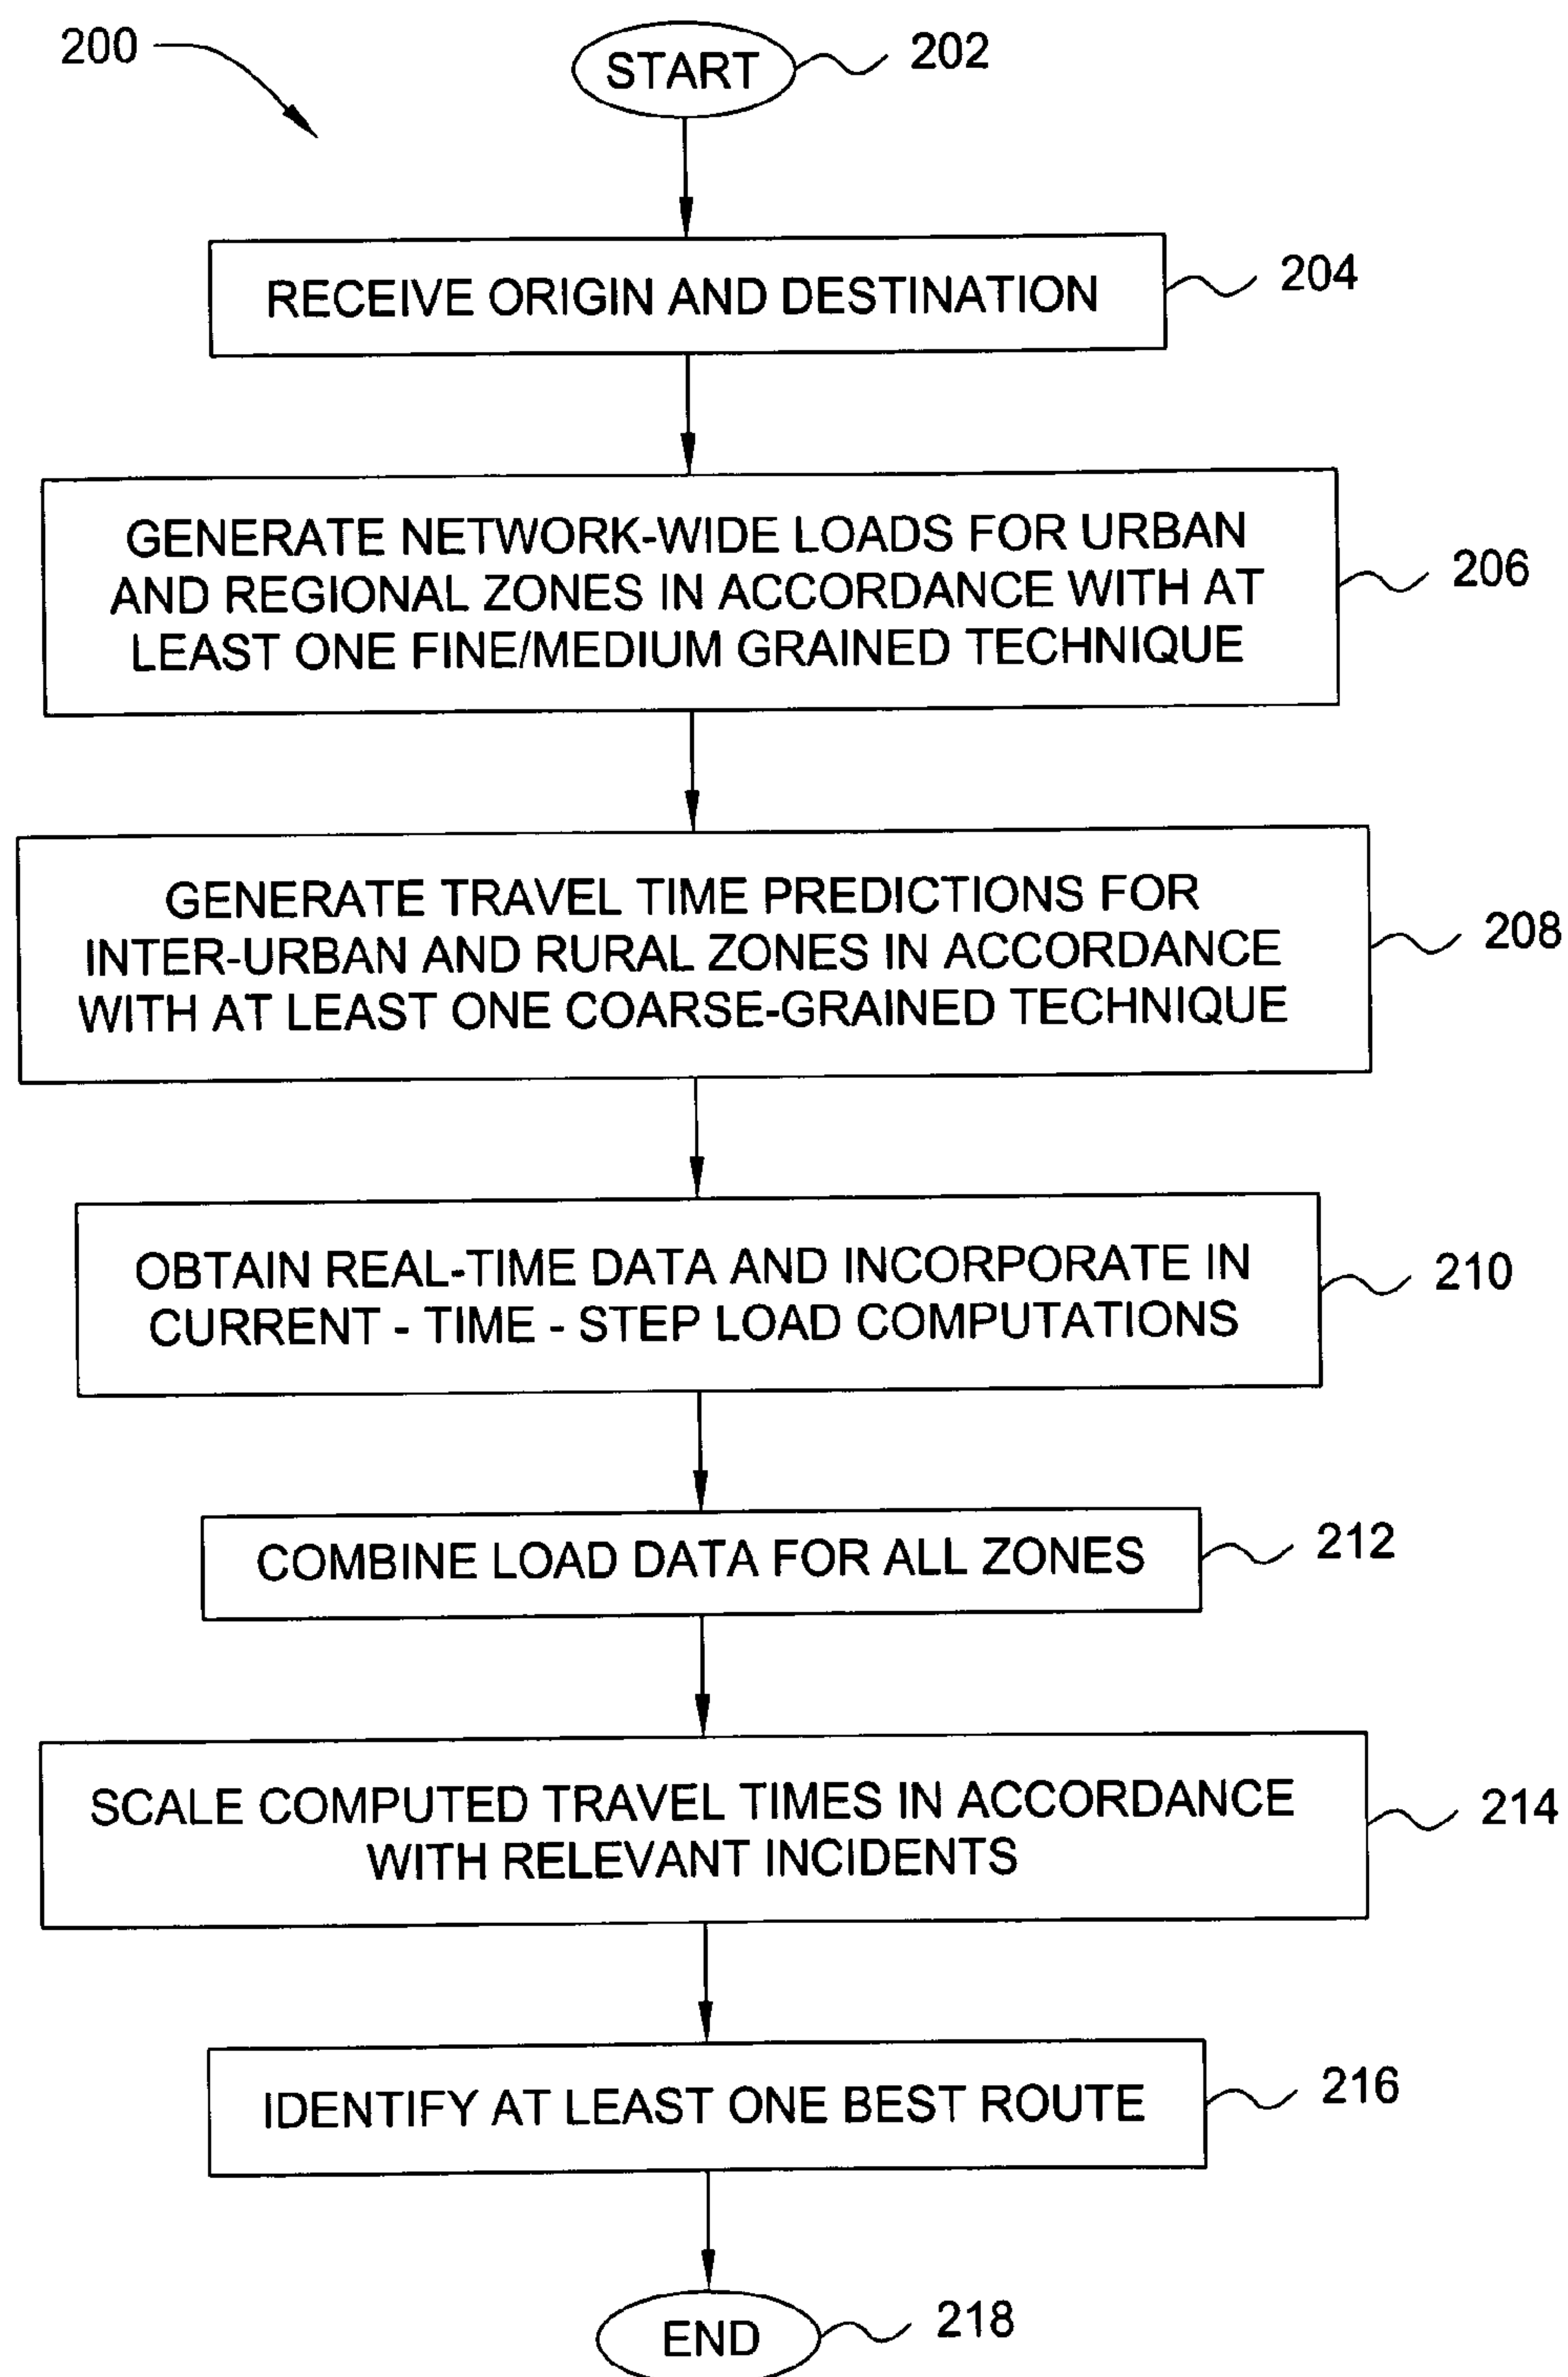 200
START
202
RECEIVE ORIGIN AND DESTINATION
204
GENERATE NETWORK-WIDE LOADS FOR URBAN
AND REGIONAL ZONES IN ACCORDANCE WITH AT
LEAST ONE FINE/MEDIUM GRAINED TECHNIQUE
206
GENERATE TRAVEL TIME PREDICTIONS FOR
INTER-URBAN AND RURAL ZONES IN ACCORDANCE
WITH AT LEAST ONE COARSE-GRAINED TECHNIQUE
208
OBTAIN REAL-TIME DATA AND INCORPORATE IN
CURRENT - TIME - STEP LOAD COMPUTATIONS
210
COMBINE LOAD DATA FOR ALL ZONES
212
SCALE COMPUTED TRAVEL TIMES IN ACCORDANCE
WITH RELEVANT INCIDENTS
214
IDENTIFY AT LEAST ONE BEST ROUTE
216
END
218